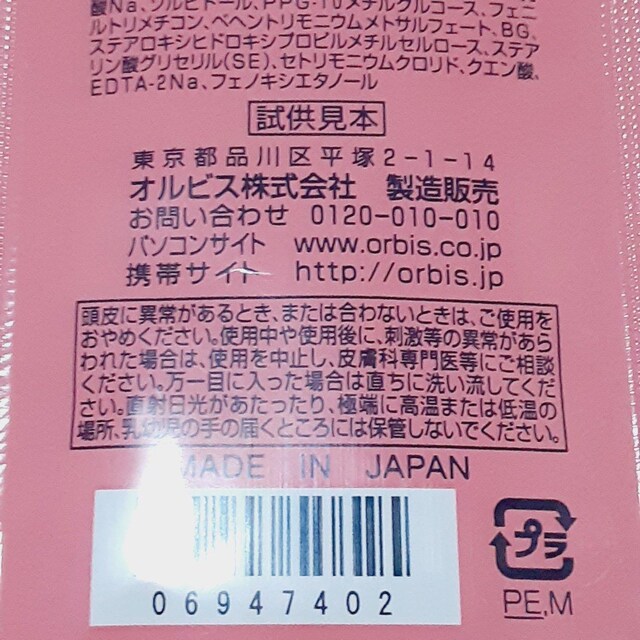 酸Na、ソルビトール、PPG-10メチルグルコース、フェニ
ルトリメチコン、ベヘントリモニウムメトサルフェート、BG、
ステアロキシヒドロキシプロピルメチルセルロース、ステア
リン酸グリセリル(SE)、セトリモニウムクロリド、クエン酸、
EDTA-2Na、フェノキシエタノール
試供見本
東京都品川区平塚2-1-14
オルビス株式会社 製造販売
お問い合わせ 0120-010-010
パソコンサイト www.orbis.co.jp
携帯サイト http://orbis.jp
頭皮に異常があるとき、または合わないときは、ご使用を
おやめください。使用中や使用後に、刺激等の異常があら
われた場合は、使用を中止し、皮膚科専門医等にご相談
ください。万一目に入った場合は直ちに洗い流してくださ
い。直射日光があたったり、極端に高温または低温の
場所、乳幼児の手の届くところには保管しないでください。
MADE IN JAPAN
06947402
プラ
PE,M